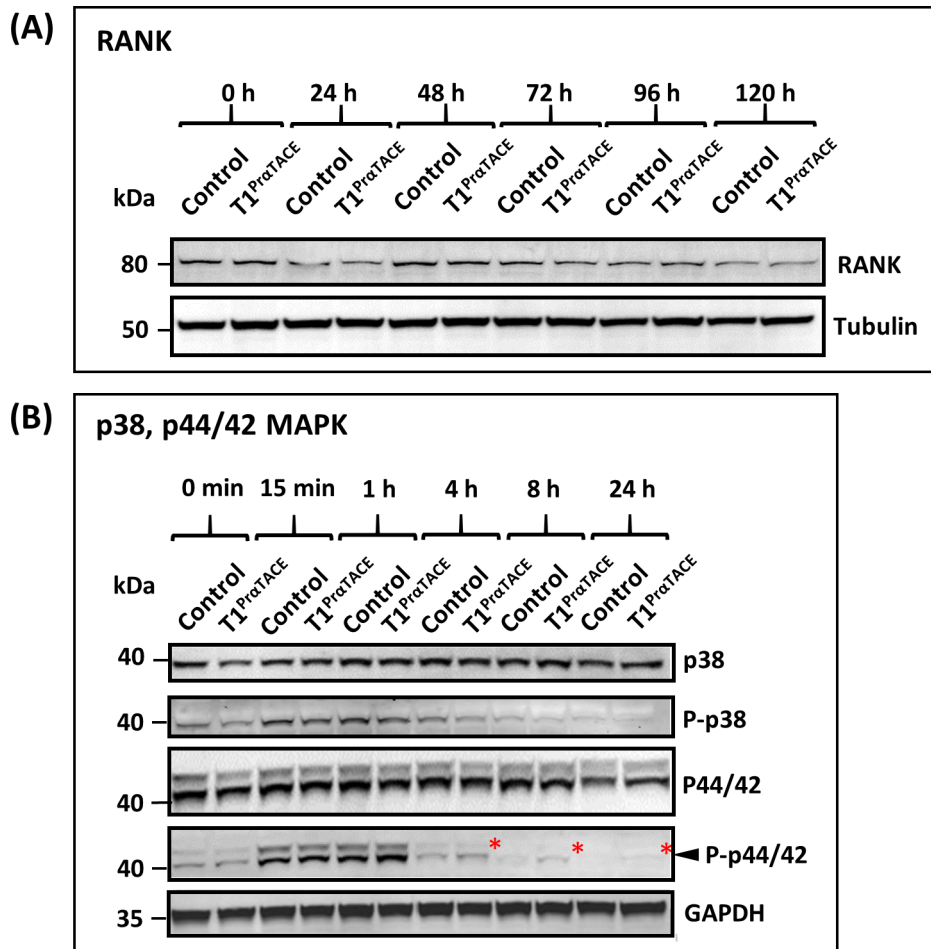 (A)
RANK
0 h 24 h 48 h 72 h 96 h 120 h
kDa
Control T1PrαTACE Control T1PrαTACE Control T1PrαTACE Control T1PrαTACE Control T1PrαTACE Control T1PrαTACE
80 RANK
50 Tubulin
(B)
p38, p44/42 MAPK
0 min 15 min 1 h 4 h 8 h 24 h
kDa
Control T1PrαTACE Control T1PrαTACE Control T1PrαTACE Control T1PrαTACE Control T1PrαTACE Control T1PrαTACE
40 p38
40 P-p38
40 P44/42
* * *
40 P-p44/42
35 GAPDH